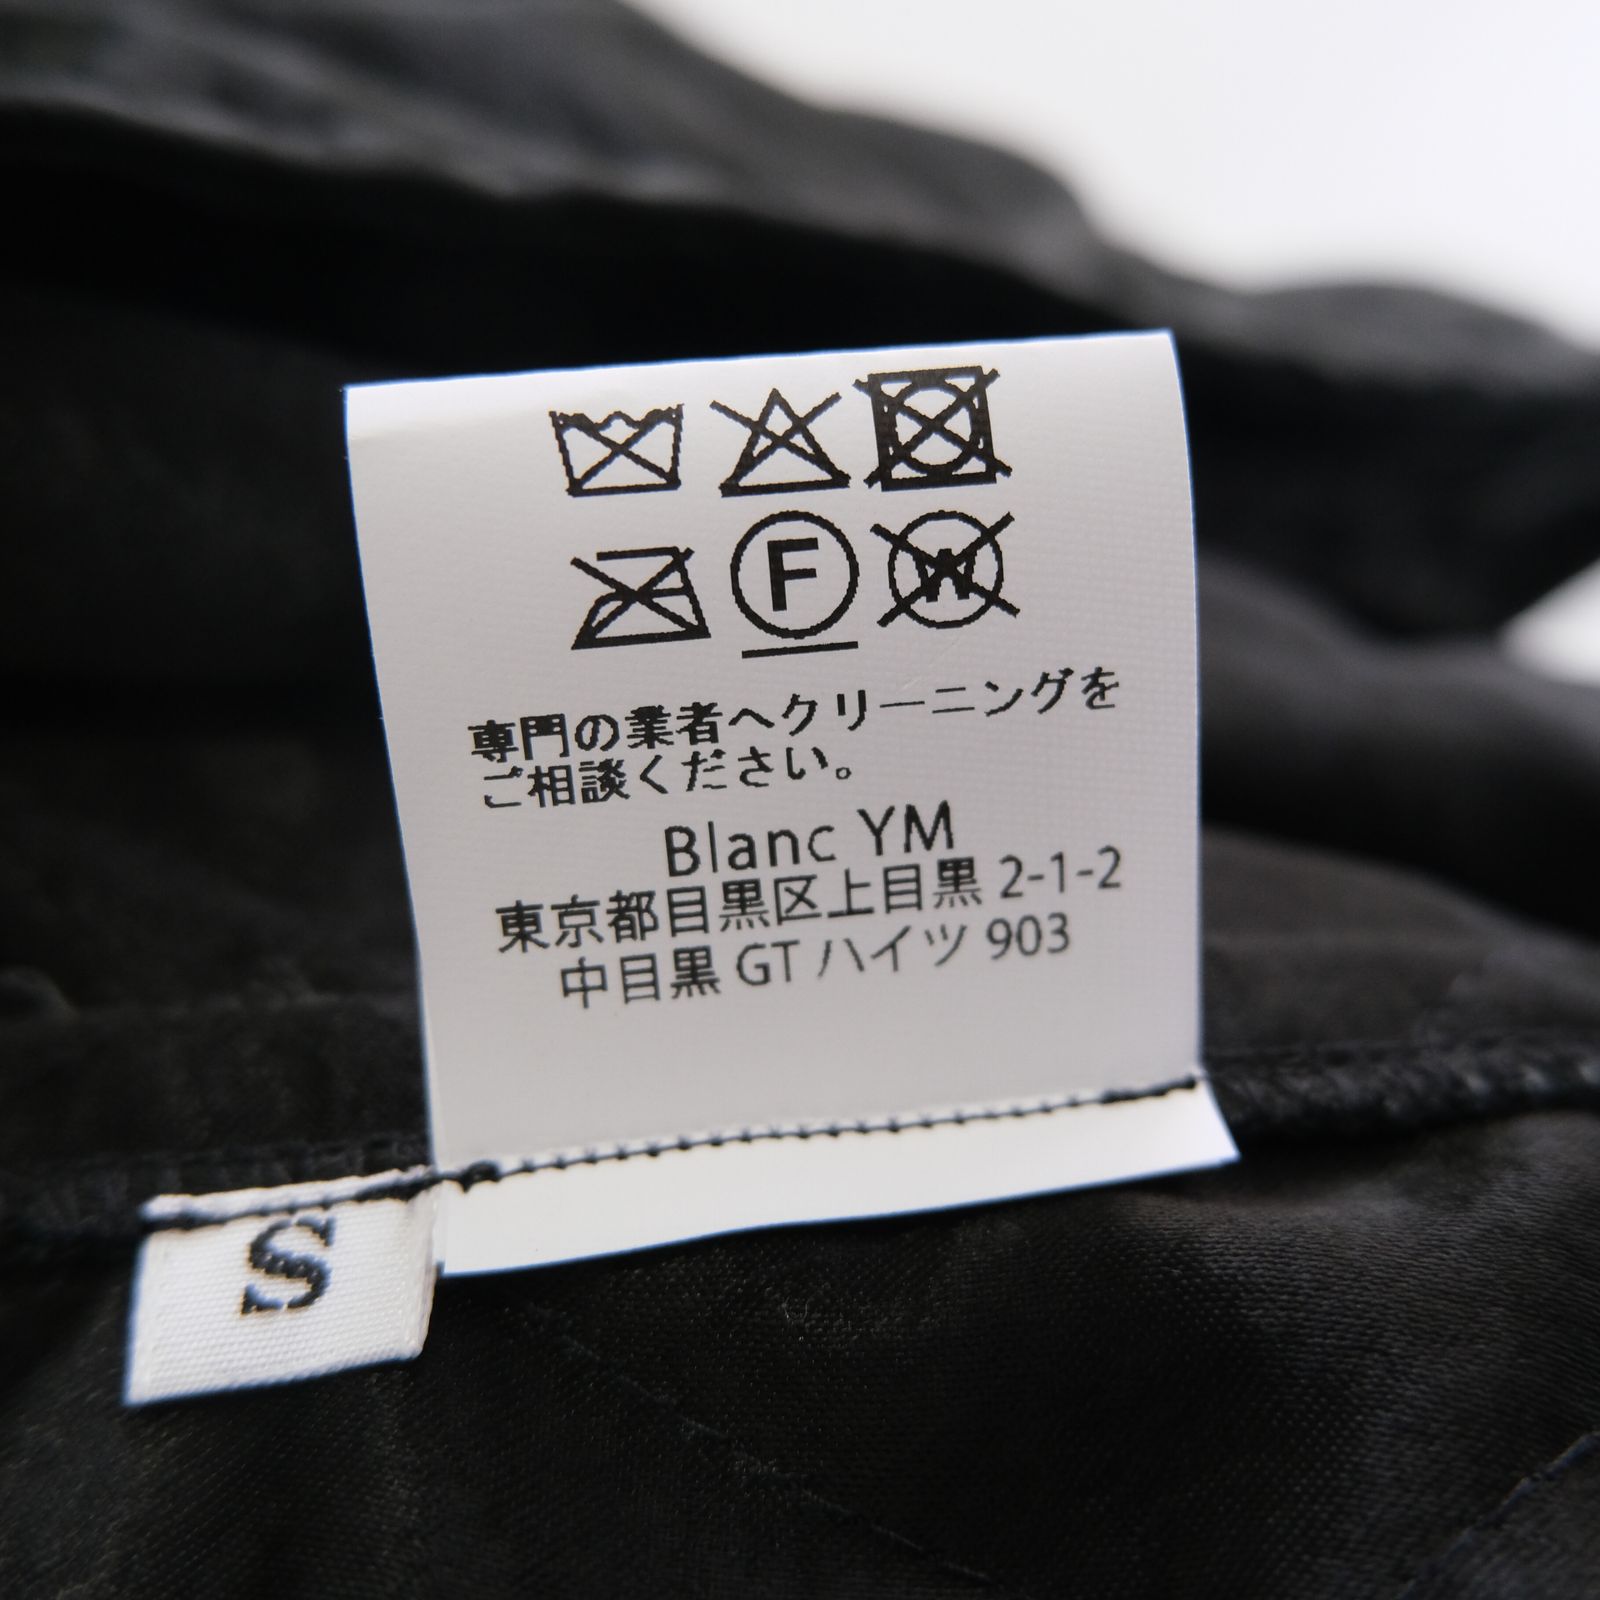 F
W
専門の業者へクリーニングを
ご相談ください。
Blanc YM
東京都目黒区上目黒 2-1-2
中目黒 GT ハイツ 903
S